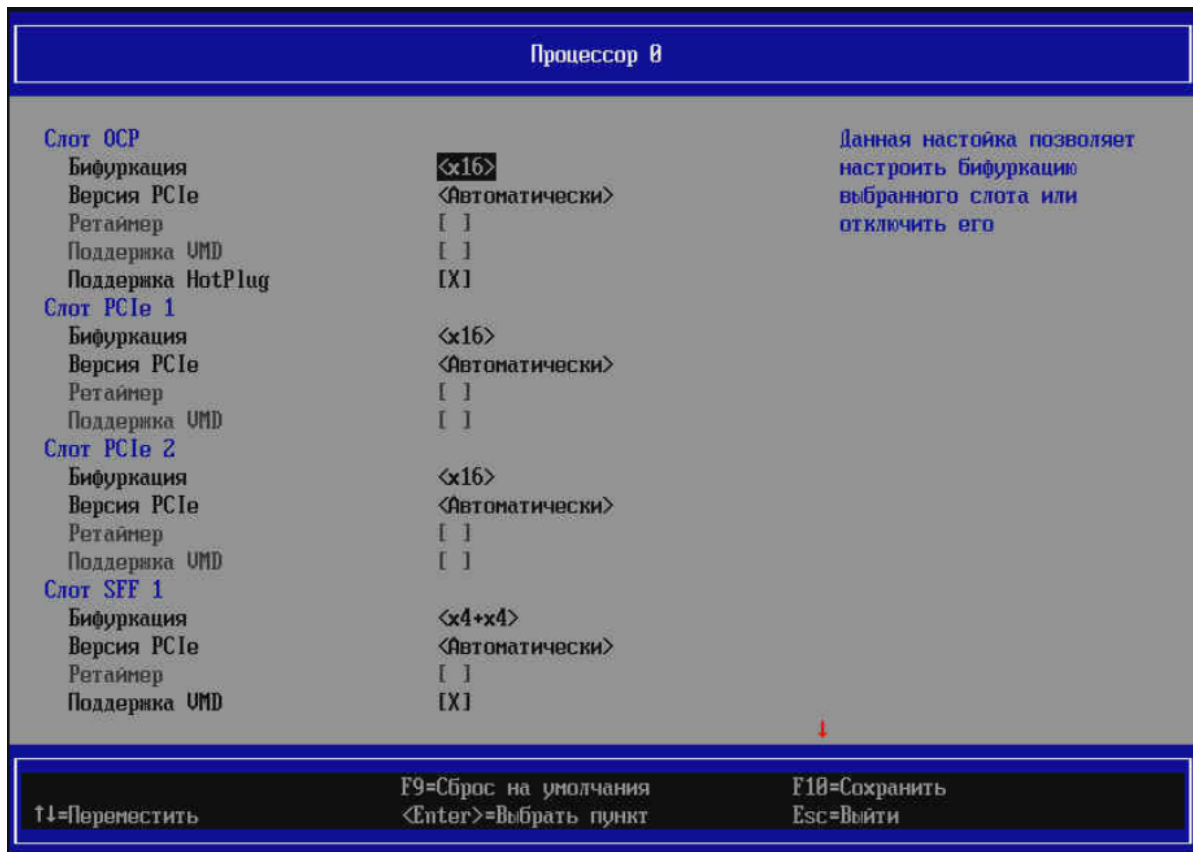 Процессор 0
Слот OCP
Бифуркация <x16>
Версия PCIe <Автоматически>
Ретаймер [ ]
Поддержка VMD [ ]
Поддержка HotPlug [X]
Слот PCIe 1
Бифуркация <x16>
Версия PCIe <Автоматически>
Ретаймер [ ]
Поддержка VMD [ ]
Слот PCIe 2
Бифуркация <x16>
Версия PCIe <Автоматически>
Ретаймер [ ]
Поддержка VMD [ ]
Слот SFF 1
Бифуркация <x4+x4>
Версия PCIe <Автоматически>
Ретаймер [ ]
Поддержка VMD [X]
Данная настойка позволяет
настроить бифуркацию
выбранного слота или
отключить его
↓
F9=Сброс на умолчания F10=Сохранить
↑↓=Переместить <Enter>=Выбрать пункт Esc=Выйти